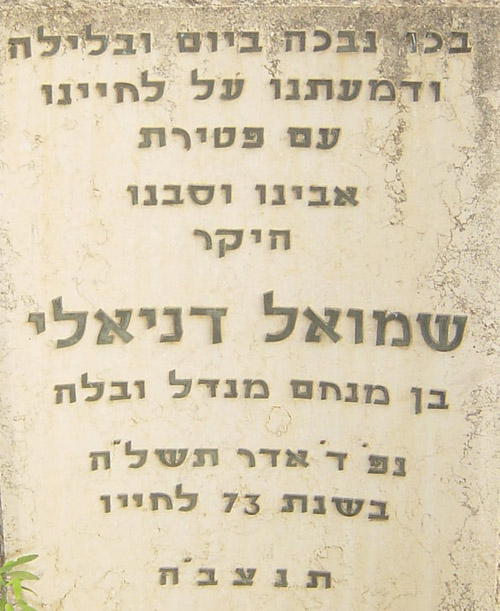 בכו נבכה ביום ובלילה
ודמעתנו על לחיינו
עם פטירת
אבינו וסבנו
היקר
שמואל דניאלי
בן מנחם מנדל ובלה
נפ' ד' אדר תשל"ה
בשנת 73 לחייו
ת נ צ ב" ה